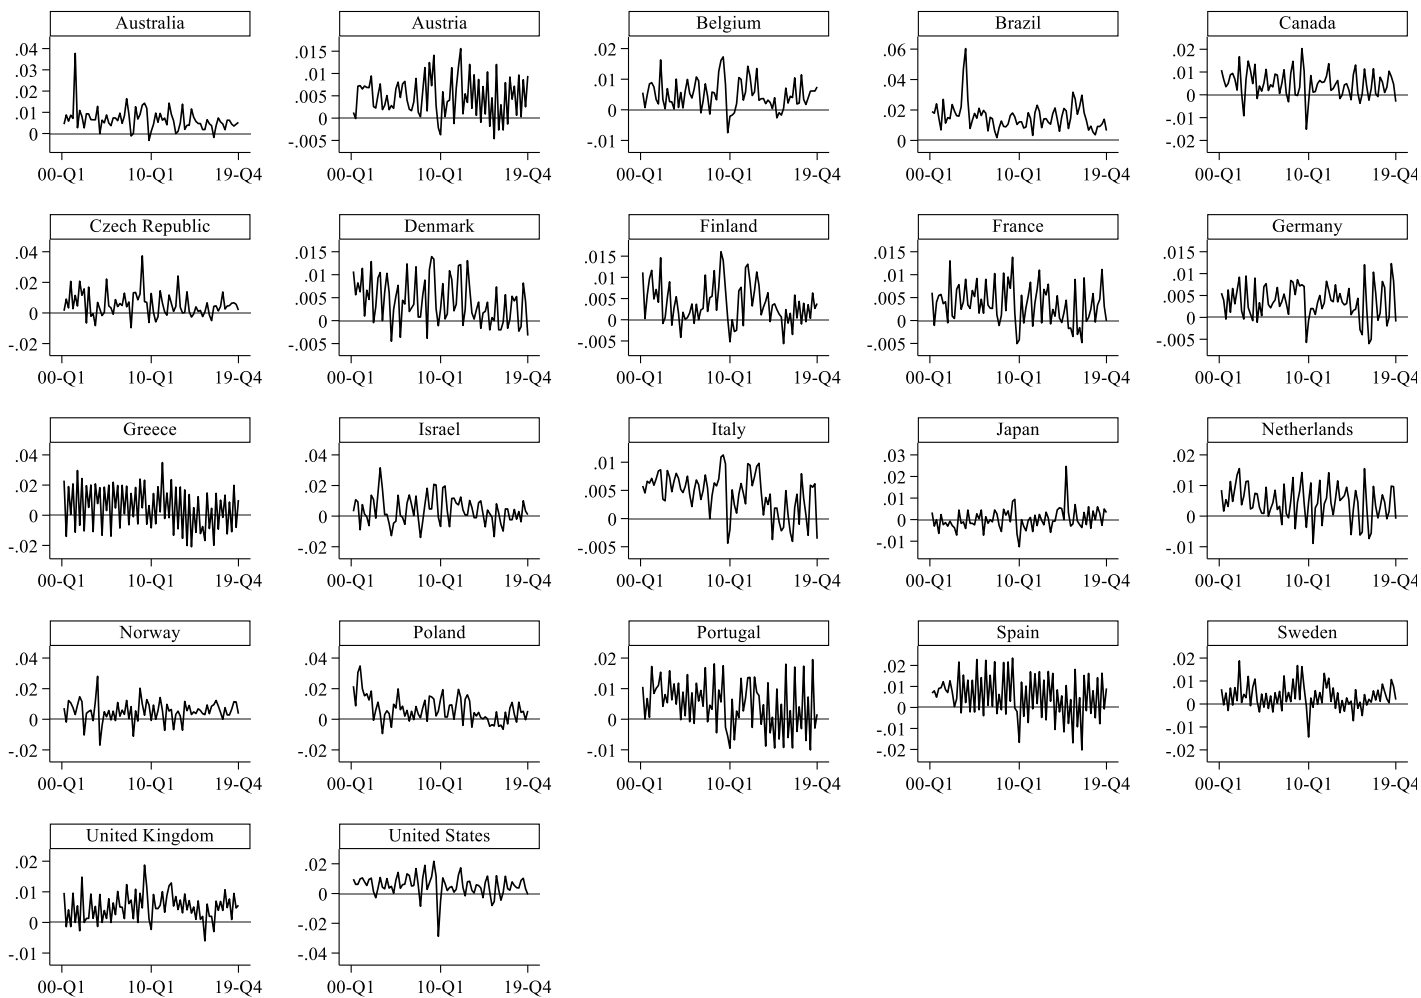 Australia
.04
.03
.02
.01
0
00-Q1 10-Q1 19-Q4
Austria
.015
.01
.005
0
-.005
00-Q1 10-Q1 19-Q4
Belgium
.02
.01
0
-.01
00-Q1 10-Q1 19-Q4
Brazil
.06
.04
.02
0
00-Q1 10-Q1 19-Q4
Canada
.02
.01
0
-.01
-.02
00-Q1 10-Q1 19-Q4
Czech Republic
.04
.02
0
-.02
00-Q1 10-Q1 19-Q4
Denmark
.015
.01
.005
0
-.005
00-Q1 10-Q1 19-Q4
Finland
.015
.01
.005
0
-.005
00-Q1 10-Q1 19-Q4
France
.015
.01
.005
0
-.005
00-Q1 10-Q1 19-Q4
Germany
.015
.01
.005
0
-.005
00-Q1 10-Q1 19-Q4
Greece
.04
.02
0
-.02
00-Q1 10-Q1 19-Q4
Israel
.04
.02
0
-.02
00-Q1 10-Q1 19-Q4
Italy
.01
.005
0
-.005
00-Q1 10-Q1 19-Q4
Japan
.03
.02
.01
0
-.01
00-Q1 10-Q1 19-Q4
Netherlands
.02
.01
0
-.01
00-Q1 10-Q1 19-Q4
Norway
.04
.02
0
-.02
00-Q1 10-Q1 19-Q4
Poland
.04
.02
0
-.02
00-Q1 10-Q1 19-Q4
Portugal
.02
.01
0
-.01
00-Q1 10-Q1 19-Q4
Spain
.02
.01
0
-.01
-.02
00-Q1 10-Q1 19-Q4
Sweden
.02
.01
0
-.01
-.02
00-Q1 10-Q1 19-Q4
United Kingdom
.02
.01
0
-.01
00-Q1 10-Q1 19-Q4
United States
.02
0
-.02
-.04
00-Q1 10-Q1 19-Q4